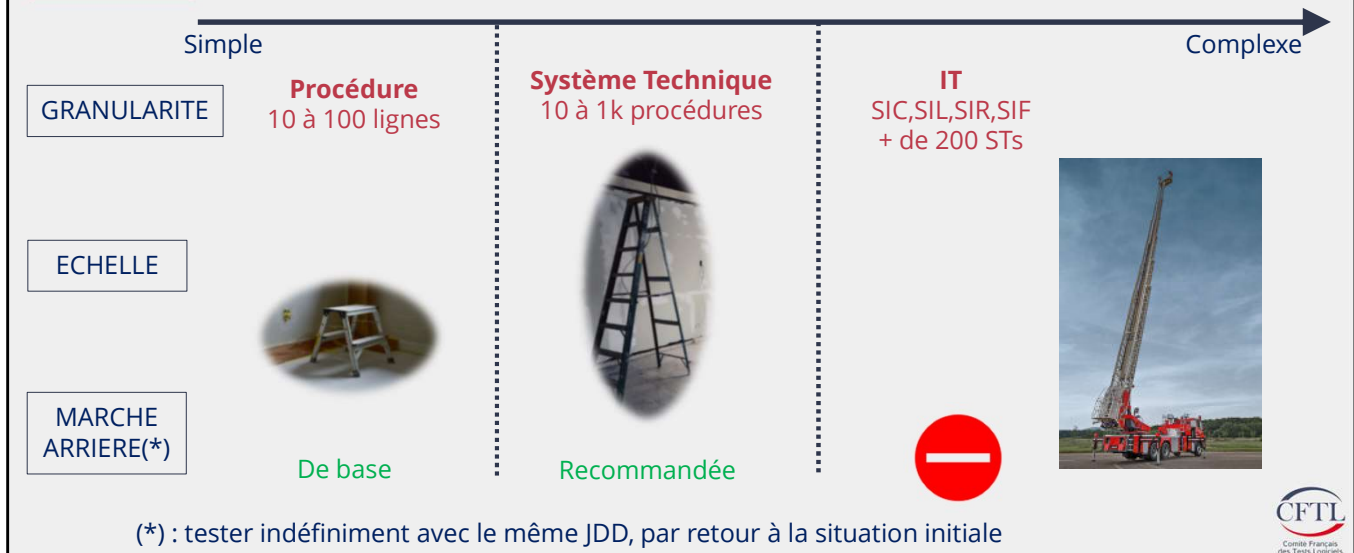 Simple
Complexe
GRANULARITE
Procédure
10 à 100 lignes
Système Technique
10 à 1k procédures
IT
SIC,SIL,SIR,SIF
+ de 200 STs
ECHELLE
MARCHE
ARRIERE(*)
De base
Recommandée
(*) : tester indéfiniment avec le même JDD, par retour à la situation initiale
CFTL
Comité Français
des Tests Logiciels